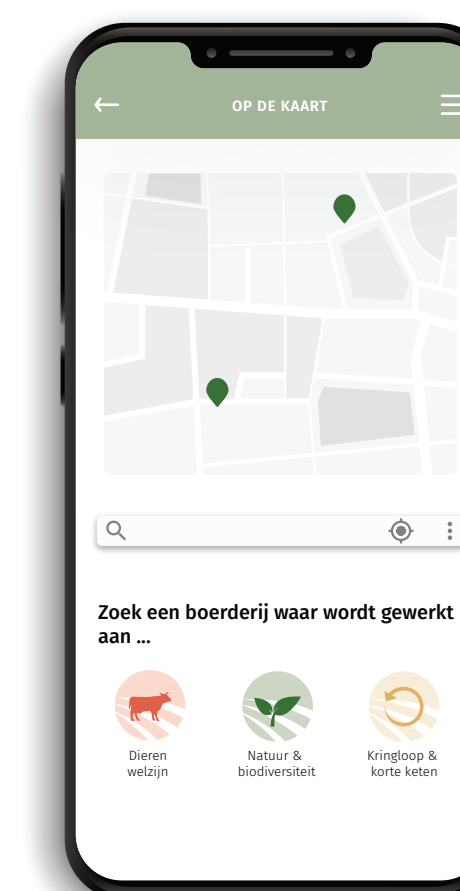 OP DE KAART
Zoek een boerderij waar wordt gewerkt
aan ...
Dieren
welzijn
Natuur &
biodiversiteit
Kringloop &
korte keten